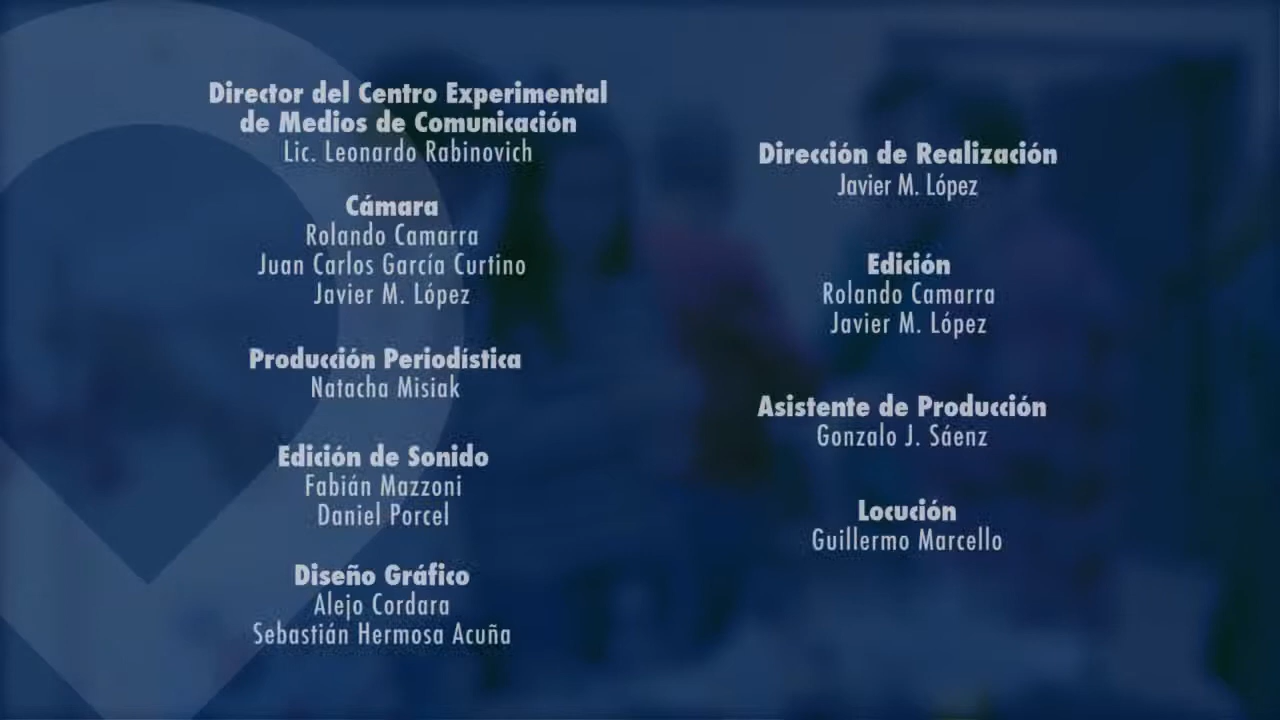 Director del Centro Experimental
de Medios de Comunicación
Lic. Leonardo Rabinovich
Cámara
Rolando Camarra
Juan Carlos García Curtino
Javier M. López
Producción Periodística
Natacha Misiak
Edición de Sonido
Fabián Mazzoni
Daniel Porcel
Diseño Gráfico
Alejo Cordara
Sebastián Hermosa Acuña
Dirección de Realización
Javier M. López
Edición
Rolando Camarra
Javier M. López
Asistente de Producción
Gonzalo J. Sáenz
Locución
Guillermo Marcello